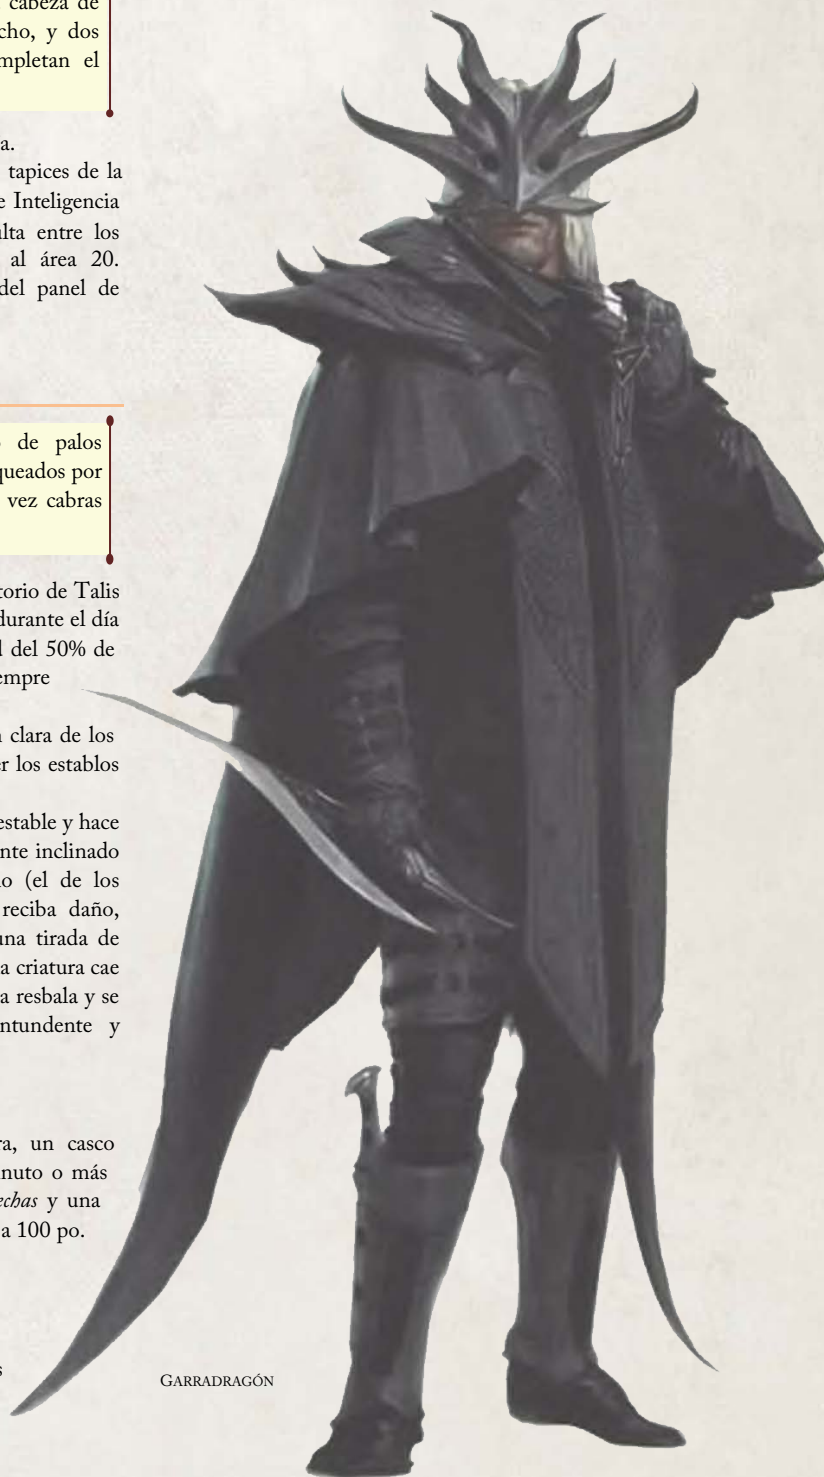 cabeza de
cho, y dos
mpletan el
a.
tapices de la
e Inteligencia
ulta entre los
al área 20.
del panel de
de palos
queados por
vez cabras
torio de Talis
durante el día
d del 50% de
empre
n clara de los
er los establos
estable y hace
nte inclinado
o (el de los
reciba daño,
una tirada de
a criatura cae
a resbala y se
ntundente y
ra, un casco
nuto o más
echas y una
a 100 po.
s
GARRADRAGÓN